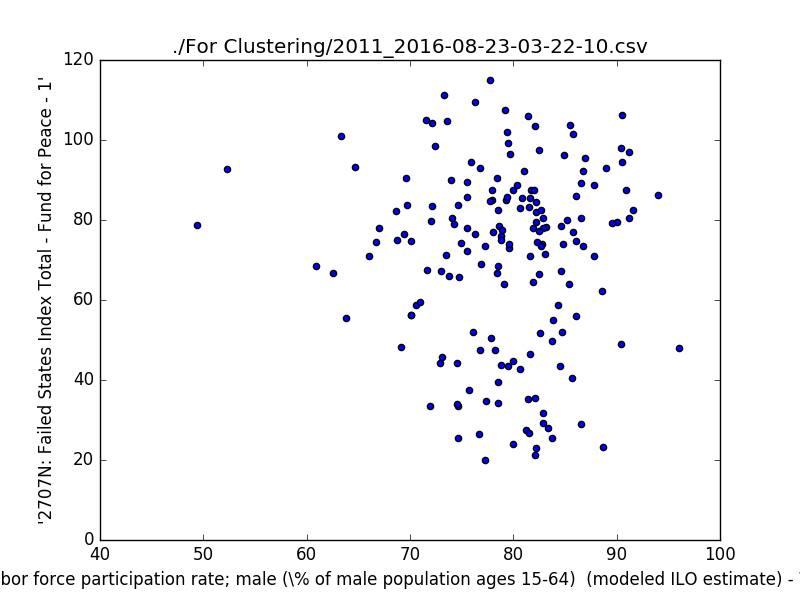 ./For Clustering/2011_2016-08-23-03-22-10.csv
120
100
80
60
40
20
0
'2707N: Failed States Index Total - Fund for Peace - 1'
40 50 60 70 80 90 100
bor force participation rate; male (\% of male population ages 15-64)  (modeled ILO estimate) -